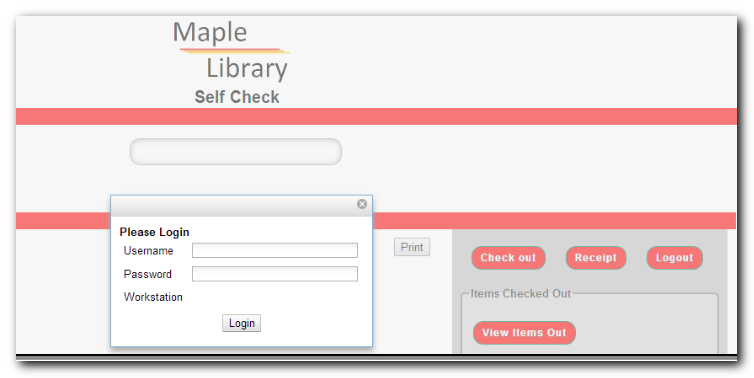 Maple
Library
Self Check
Please Login
Username
Password
Workstation
Login
Print
Check out
Receipt
Logout
Items Checked Out
View Items Out